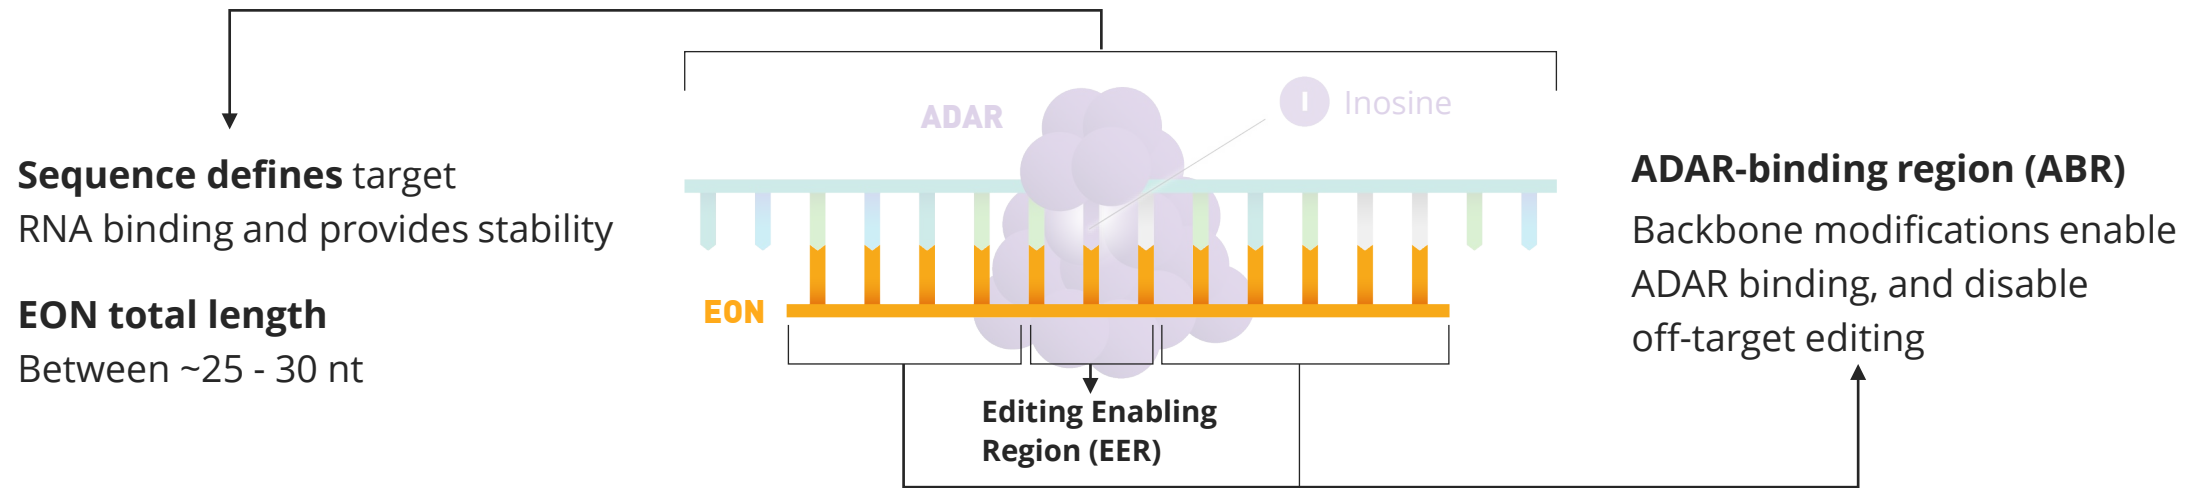 ADAR
I Inosine
Sequence defines target
RNA binding and provides stability
EON total length
Between ~25 - 30 nt
EON
Editing Enabling
Region (EER)
ADAR-binding region (ABR)
Backbone modifications enable
ADAR binding, and disable
off-target editing